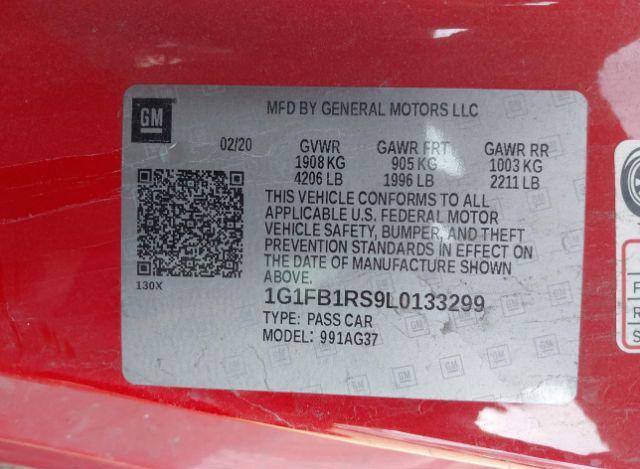 GM
MFD BY GENERAL MOTORS LLC
02/20 GVWR GAWR FRT GAWR RR
1908 KG 905 KG 1003 KG
4206 LB 1996 LB 2211 LB
THIS VEHICLE CONFORMS TO ALL
APPLICABLE U.S. FEDERAL MOTOR
VEHICLE SAFETY, BUMPER, AND THEFT
PREVENTION STANDARDS IN EFFECT ON
THE DATE OF MANUFACTURE SHOWN
ABOVE.
130X
1G1FB1RS9L0133299
TYPE: PASS CAR
MODEL: 991AG37
F
R
S